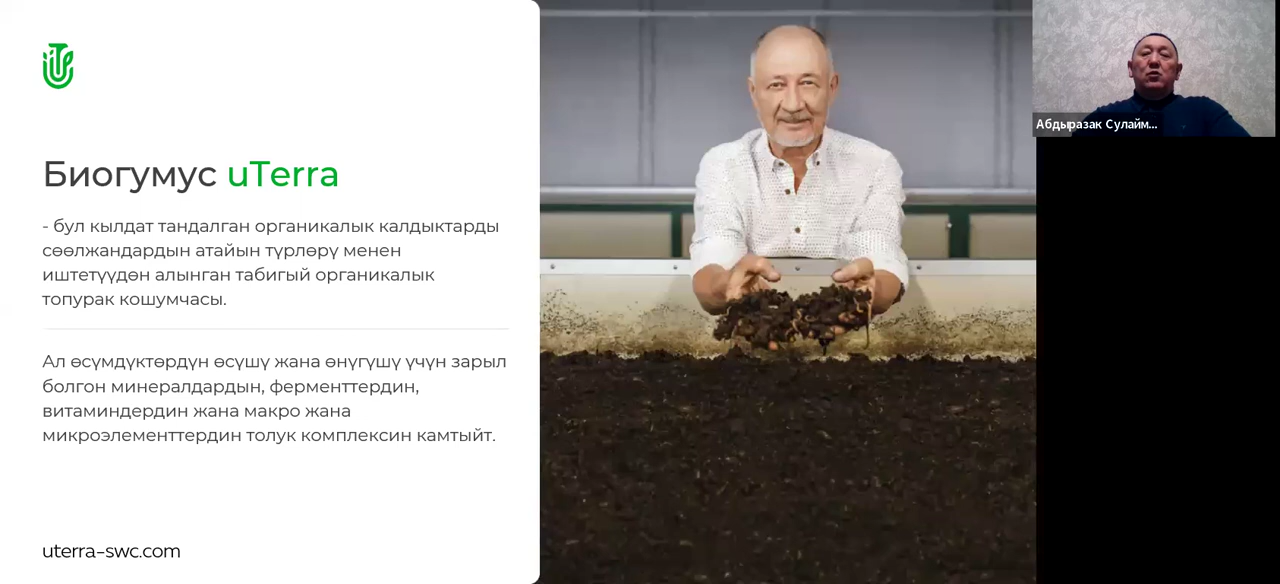 Биогумус uTerra
- бул кылдат тандалган органикалык калдыктарды
сөөлжандардын атайын түрлөрү менен
иштетүүдөн алынган табигый органикалык
топурак кошумчасы.
Ал өсүмдүктөрдүн өсүшү жана өнүгүшү үчүн зарыл
болгон минералдардын, ферменттердин,
витаминдердин жана макро жана
микроэлементтердин толук комплексин камтыйт.
uterra-swc.com
Абдыразак Сулайм...